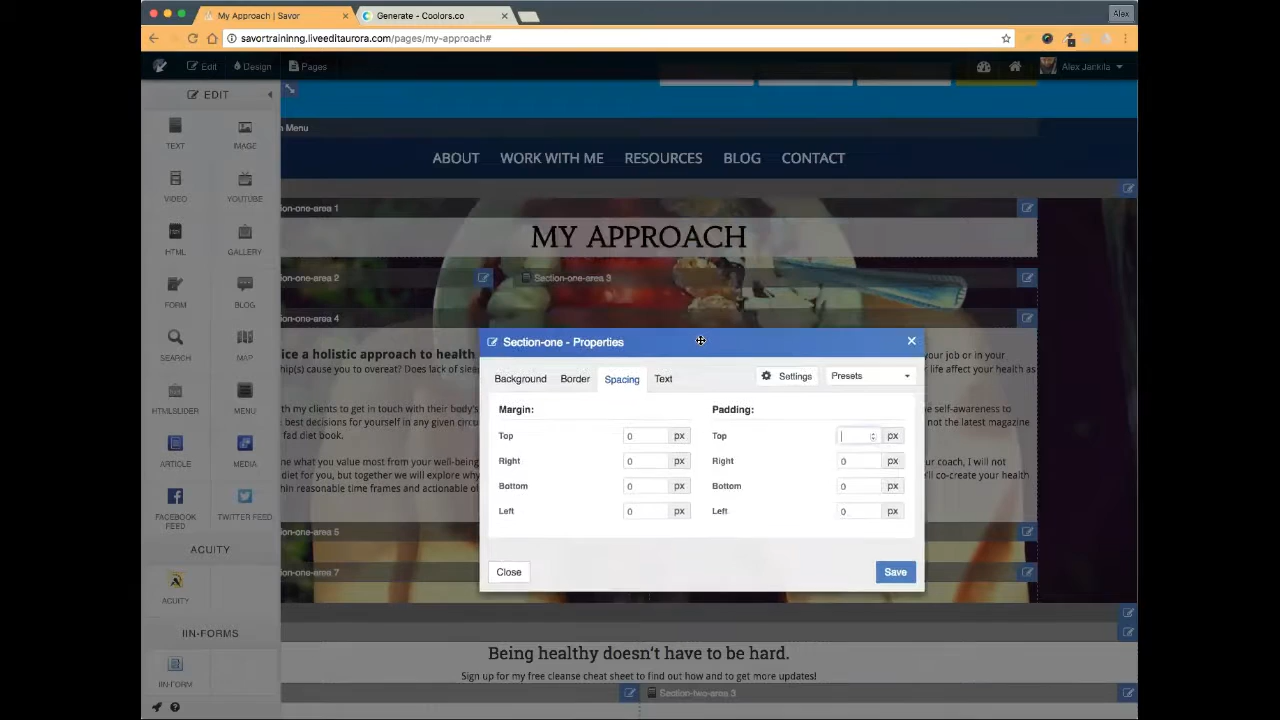 My Approach | Savor
Generate - Coolors.co
Alex
savortraininng.liveeditaurora.com/pages/my-approach#
Edit Design Pages Alex Jankila
EDIT
TEXT IMAGE
VIDEO YOUTUBE
HTML GALLERY
FORM BLOG
SEARCH MAP
HTMLSLIDER MENU
ARTICLE MEDIA
FACEBOOK FEED TWITTER FEED
ACUITY
ACUITY
IIN-FORMS
IIN-FORM
Menu
ABOUT WORK WITH ME RESOURCES BLOG CONTACT
ion-one-area 1
MY APPROACH
ion-one-area 2 Section-one-area 3
ion-one-area 4
ice a holistic approach to health your job or in your
hip(s) cause you to overeat? Does lack of slee affect your health as
th my clients to get in touch with their body's e self-awareness to
best decisions for yourself in any given circu not the latest magazine
fad diet book.
ne what you value most from your well-being, ur coach, I will not
diet for you, but together we will explore why 'll co-create your health
hin reasonable time frames and actionable o
ion-one-area 5
ion-one-area 7
Section-one - Properties
Background Border Spacing Text Settings Presets
Margin: Padding:
Top 0 px Top px
Right 0 px Right 0 px
Bottom 0 px Bottom 0 px
Left 0 px Left 0 px
Close Save
Being healthy doesn't have to be hard.
Sign up for my free cleanse cheat sheet to find out how and to get more updates!
Section-two-area 3